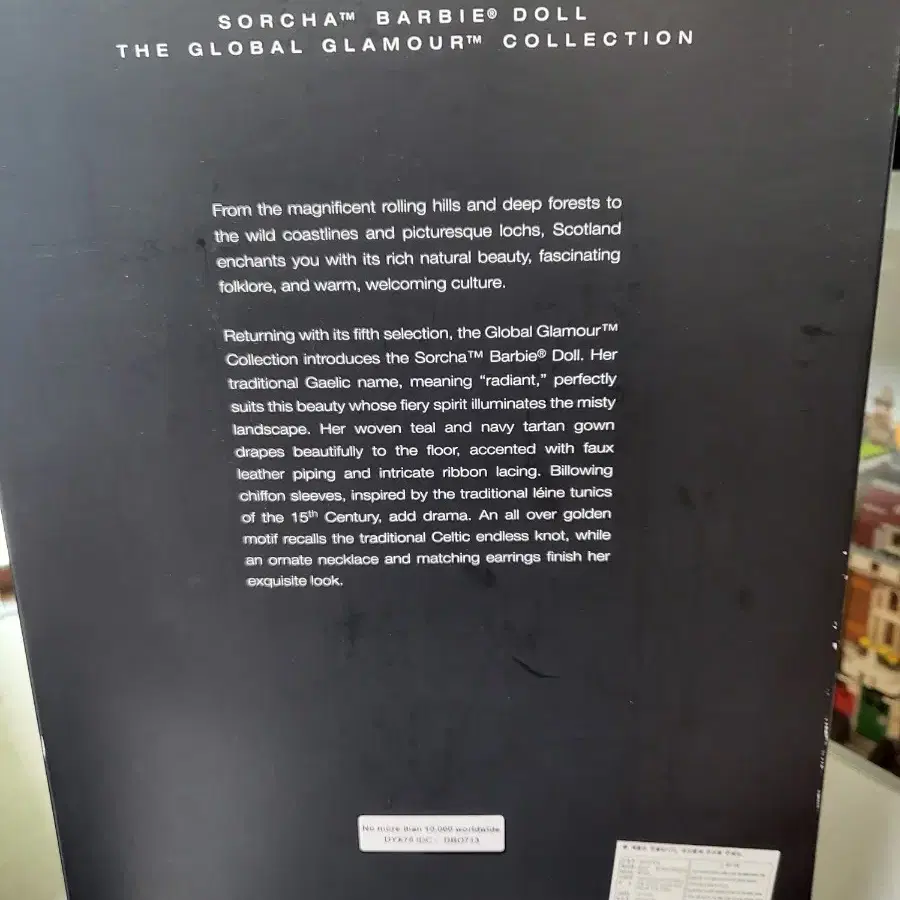 SORCHA™ BARBIE® DOLL
THE GLOBAL GLAMOUR™ COLLECTION
From the magnificent rolling hills and deep forests to
the wild coastlines and picturesque lochs, Scotland
enchants you with its rich natural beauty, fascinating
folklore, and warm, welcoming culture.
Returning with its fifth selection, the Global Glamour™
Collection introduces the Sorcha™ Barbie® Doll. Her
traditional Gaelic name, meaning “radiant,” perfectly
suits this beauty whose fiery spirit illuminates the misty
landscape. Her woven teal and navy tartan gown
drapes beautifully to the floor, accented with faux
leather piping and intricate ribbon lacing. Billowing
chiffon sleeves, inspired by the traditional léine tunics
of the 15th Century, add drama. An all over golden
motif recalls the traditional Celtic endless knot, while
an ornate necklace and matching earrings finish her
exquisite look.
No more than 10,000 worldwide